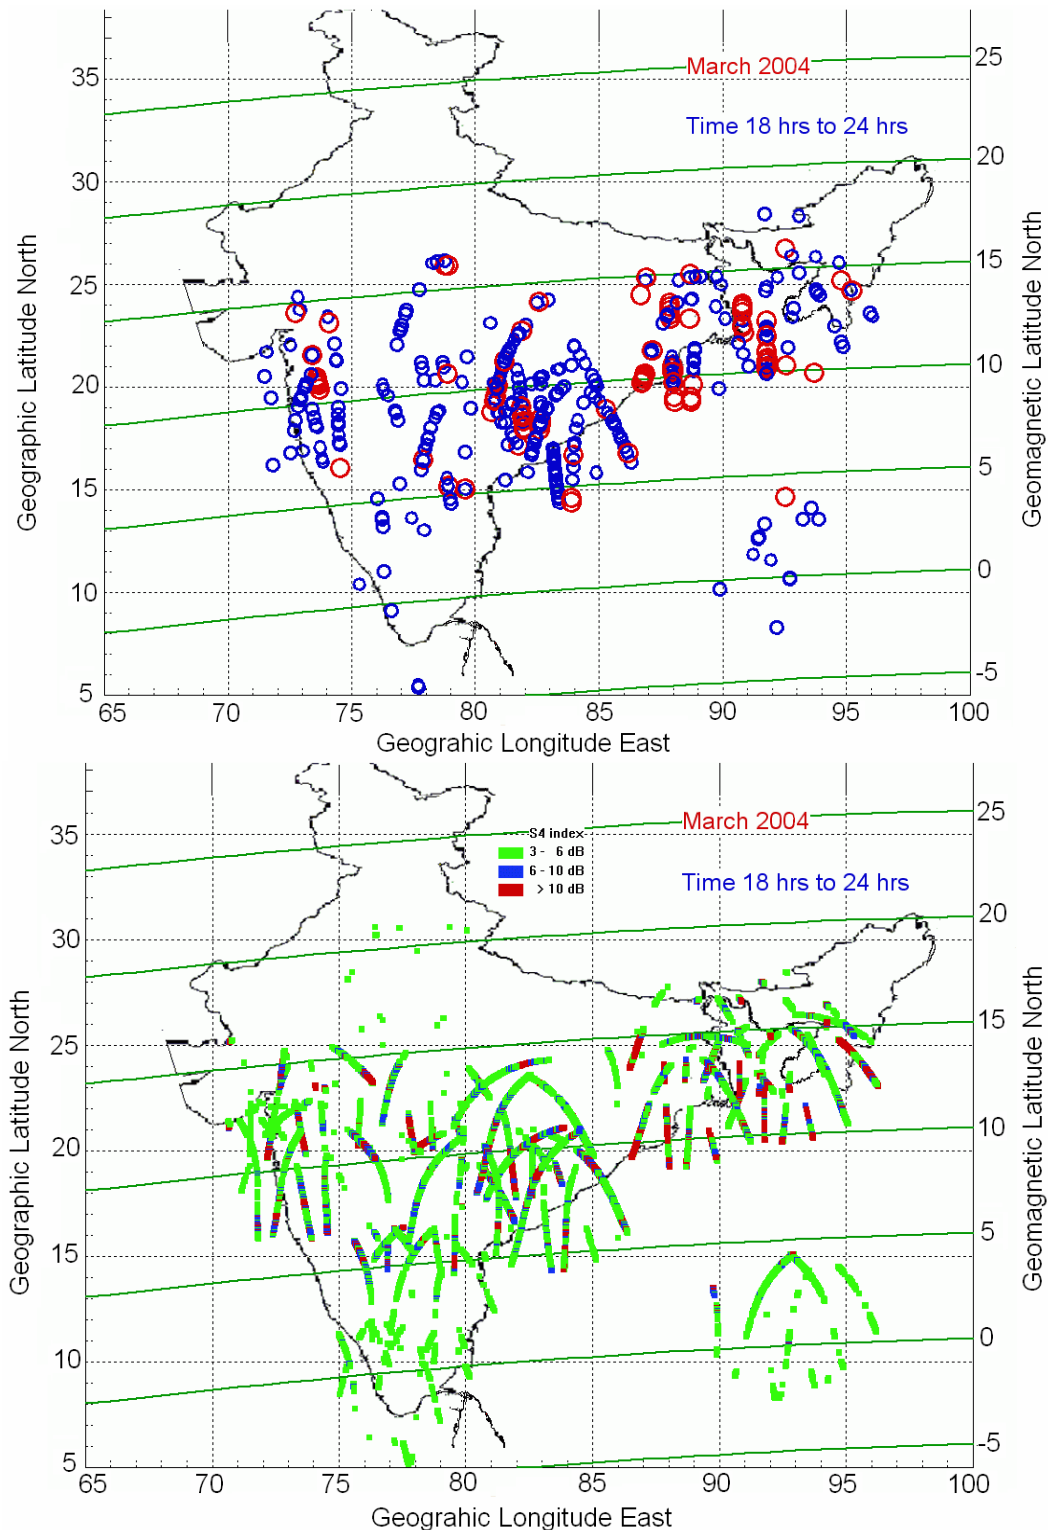 March 2004
Time 18 hrs to 24 hrs
35
30
25
20
15
10
5
25
20
15
10
5
0
-5
Geographic Latitude North
Geomagnetic Latitude North
65 70 75 80 85 90 95 100
Geograhic Longitude East
March 2004
S4 index
3 - 6 dB
6 - 10 dB
> 10 dB
Time 18 hrs to 24 hrs
35
30
25
20
15
10
5
25
20
15
10
5
0
-5
Geographic Latitude North
Geomagnetic Latitude North
65 70 75 80 85 90 95 100
Geograhic Longitude East